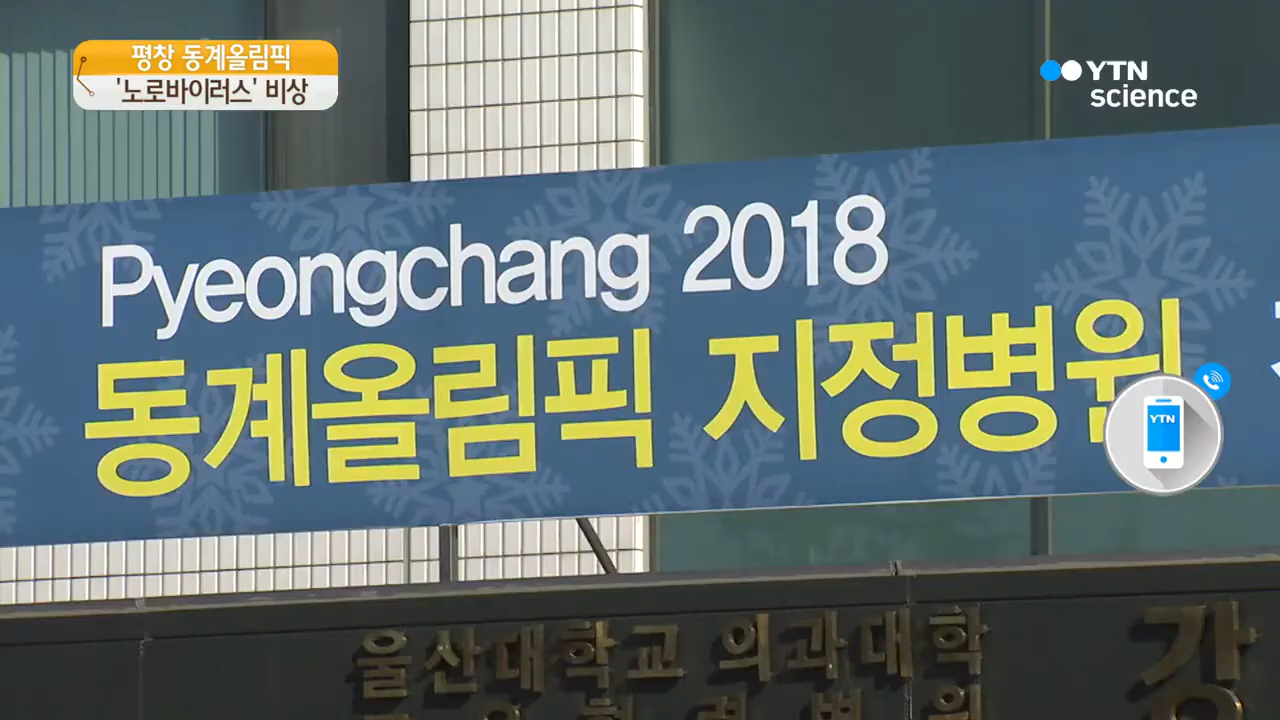 평창 동계올림픽
'노로바이러스' 비상
YTN
science
Pyeongchang 2018
동계올림픽 지정병원
YTN
울산대학교 의과대학
강